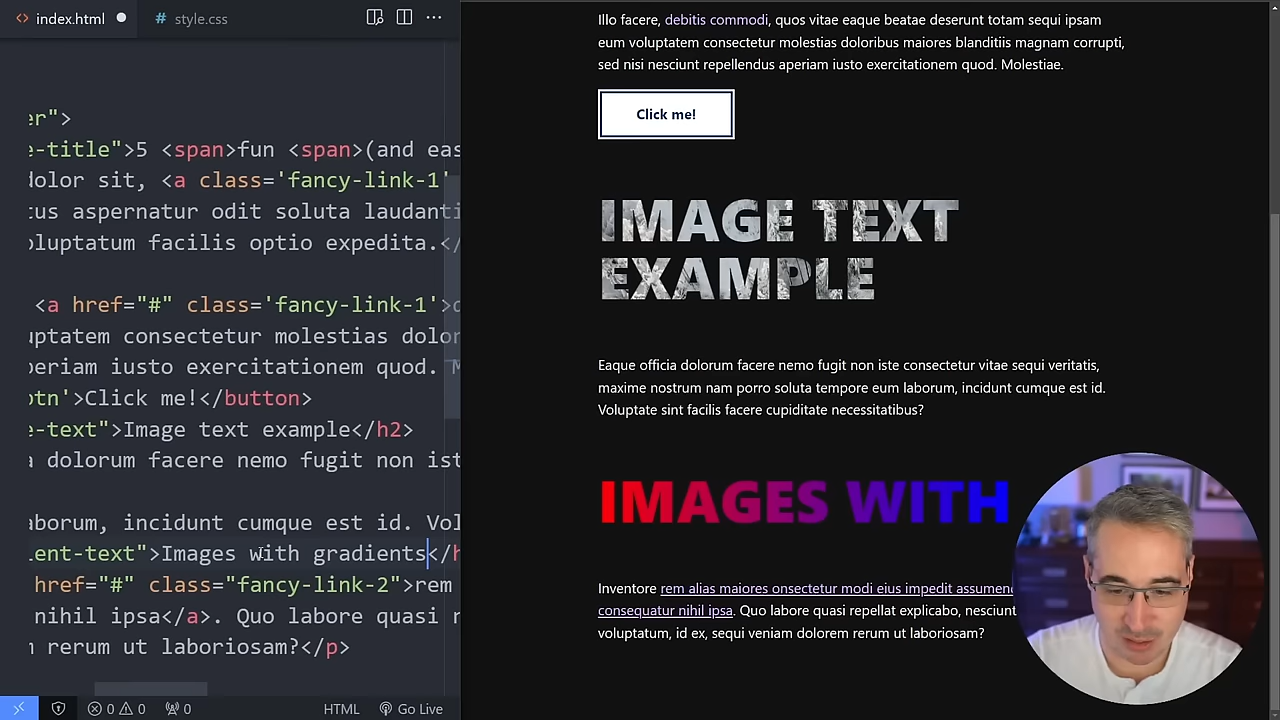 index.html
style.css
er">
e-title">5 <span>fun <span>(and eas
dolor sit, <a class='fancy-link-1'
tus aspernatur odit soluta laudanti
oluptatum facilis optio expedita.</
<a href="#" class='fancy-link-1'>d
uptatem consectetur molestias dolor
periam iusto exercitationem quod. M
btn'>Click me!</button>
e-text">Image text example</h2>
a dolorum facere nemo fugit non ist
aborum, incidunt cumque est id. Vol
ient-text">Images with gradients</h
href="#" class="fancy-link-2">rem
nihil ipsa</a>. Quo labore quasi r
n rerum ut laboriosam?</p>
0 0 0 HTML Go Live
Illo facere, debitis commodi, quos vitae eaque beatae deserunt totam sequi ipsam
eum voluptatem consectetur molestias doloribus maiores blanditiis magnam corrupti,
sed nisi nesciunt repellendus aperiam iusto exercitationem quod. Molestiae.
Click me!
IMAGE TEXT
EXAMPLE
Eaque officia dolorum facere nemo fugit non iste consectetur vitae sequi veritatis,
maxime nostrum nam porro soluta tempore eum laborum, incidunt cumque est id.
Voluptate sint facilis facere cupiditate necessitatibus?
IMAGES WITH
Inventore rem alias maiores onsectetur modi eius impedit assumend
consequatur nihil ipsa. Quo labore quasi repellat explicabo, nesciunt
voluptatum, id ex, sequi veniam dolorem rerum ut laboriosam?